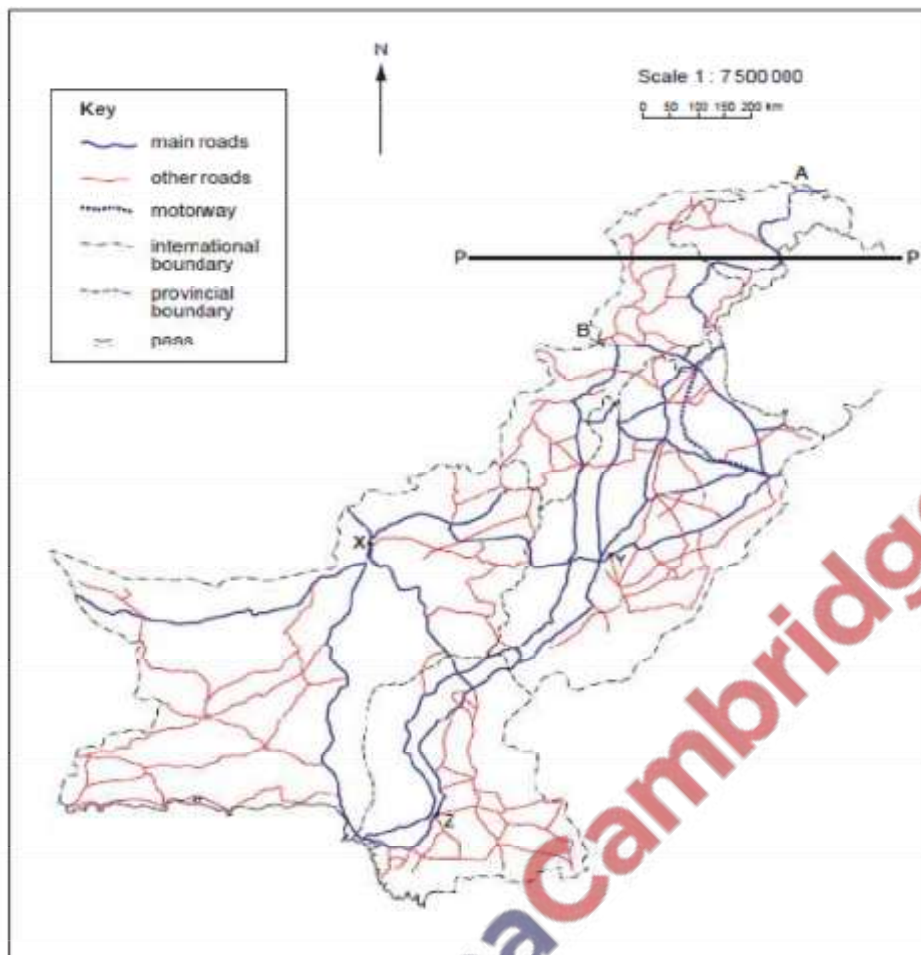 N
Scale 1 : 7 500 000
0 50 100 150 200 km
Key
main roads
other roads
motorway
international
boundary
provincial
boundary
pass
A
P P
B
X
Y
Z
aCambridge